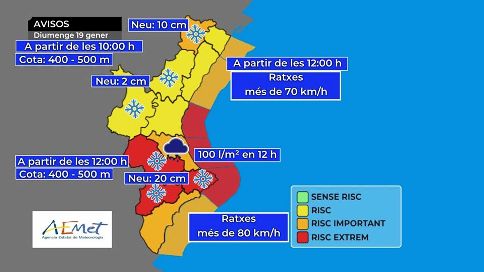 AVISOS
Diumenge 19 gener
Neu: 10 cm
A partir de les 10:00 h
Cota: 400 - 500 m
A partir de les 12:00 h
Ratxes
més de 70 km/h
Neu: 2 cm
100 l/m² en 12 h
A partir de les 12:00 h
Cota: 400 - 500 m
Neu: 20 cm
Ratxes
més de 80 km/h
SENSE RISC
RISC
RISC IMPORTANT
RISC EXTREM
AEMet
Agencia Estatal de Meteorología